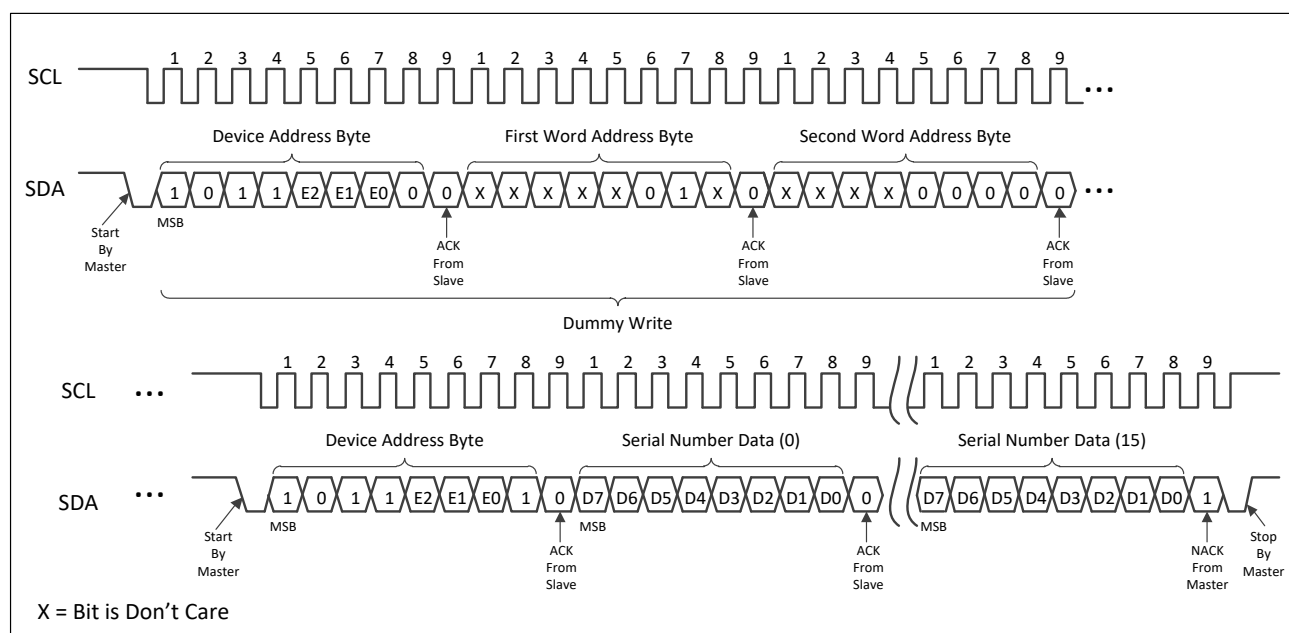 1 2 3 4 5 6 7 8 9 1 2 3 4 5 6 7 8 9 1 2 3 4 5 6 7 8 9
SCL ...
Device Address Byte First Word Address Byte Second Word Address Byte
SDA 1 0 1 1 E2 E1 E0 0 0 X X X X X 0 1 X 0 X X X X 0 0 0 0 0 ...
MSB
Start By Master
ACK From Slave
ACK From Slave
ACK From Slave
Dummy Write
1 2 3 4 5 6 7 8 9 1 2 3 4 5 6 7 8 9 1 2 3 4 5 6 7 8 9
SCL ...
Device Address Byte Serial Number Data (0) Serial Number Data (15)
SDA ... 1 0 1 1 E2 E1 E0 1 0 D7 D6 D5 D4 D3 D2 D1 D0 0 D7 D6 D5 D4 D3 D2 D1 D0 1
MSB MSB MSB
Start By Master
ACK From Slave
ACK From Slave
NACK From Master
Stop By Master
X = Bit is Don't Care